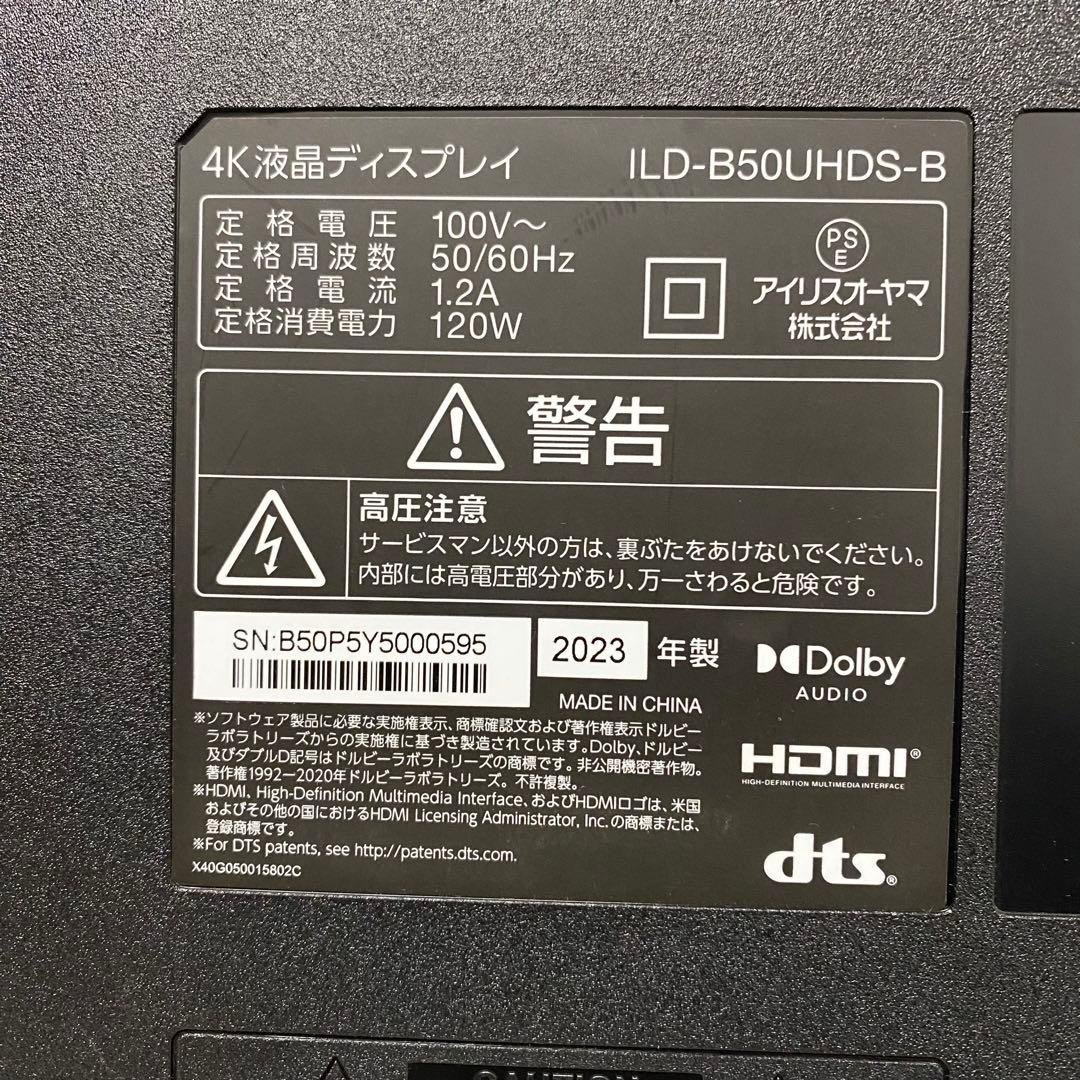 4K液晶ディスプレイ ILD-B50UHDS-B
定格電圧 100V～
定格周波数 50/60Hz
定格電流 1.2A
定格消費電力 120W
PSE
アイリスオーヤマ
株式会社
警告
高圧注意
サービスマン以外の方は、裏ぶたをあけないでください。
内部には高電圧部分があり、万一さわると危険です。
SN:B50P5Y5000595
2023 年製
MADE IN CHINA
Dolby
AUDIO
※ソフトウェア製品に必要な実施権表示、商標確認文および著作権表示ドルビー
ラボラトリーズからの実施権に基づき製造されています。Dolby、ドルビー
及びダブルD記号はドルビーラボラトリーズの商標です。非公開機密著作物。
著作権1992ー2020年ドルビーラボラトリーズ。不許複製。
※HDMI、High-Definition Multimedia Interface、およびHDMIロゴは、米国
およびその他の国におけるHDMI Licensing Administrator, Inc.の商標または、
登録商標です。
※For DTS patents, see http://patents.dts.com.
X40G050015802C
HDMI®
HIGH-DEFINITION MULTIMEDIA INTERFACE
dts®
CAUTION